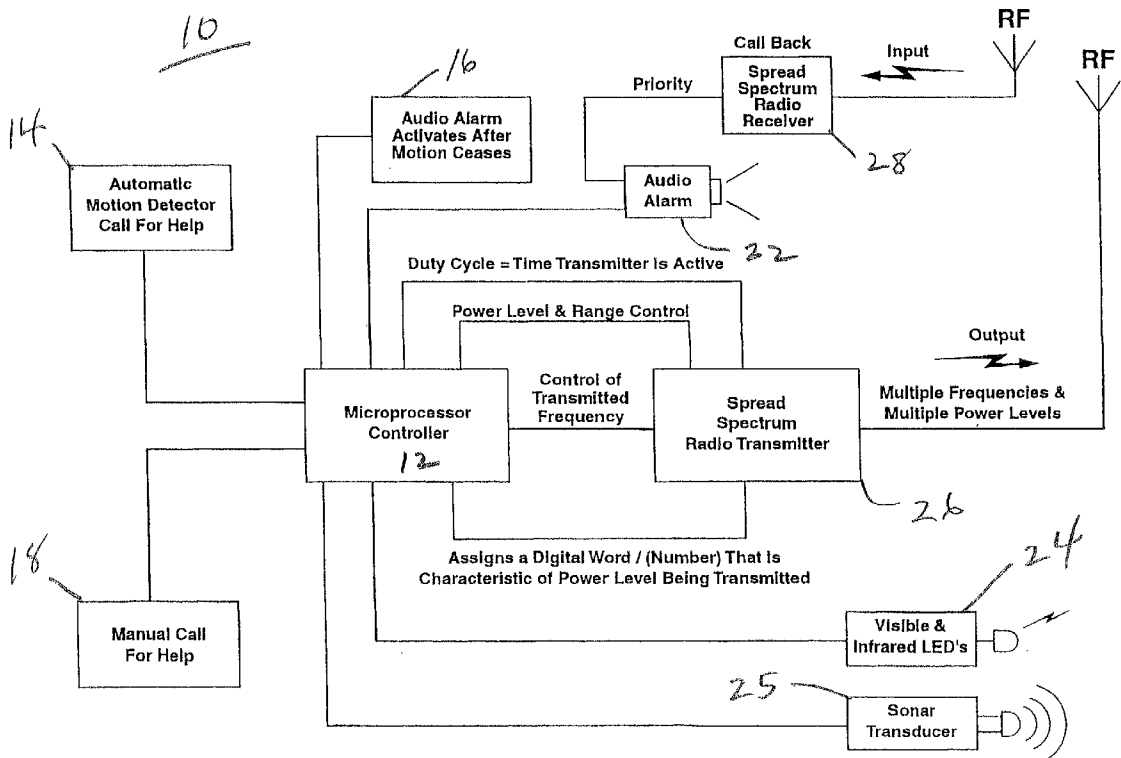 10
RF
RF
Call Back
Input
16
Spread
Spectrum
Radio
Receiver
Priority
28
14
Audio Alarm
Activates After
Motion Ceases
Automatic
Motion Detector
Call For Help
Audio
Alarm
22
Duty Cycle = Time Transmitter is Active
Power Level & Range Control
Output
Control of
Transmitted
Frequency
Multiple Frequencies &
Multiple Power Levels
Microprocessor
Controller
12
Spread
Spectrum
Radio Transmitter
26
Assigns a Digital Word / (Number) That is
Characteristic of Power Level Being Transmitted
18
24
Manual Call
For Help
Visible &
Infrared LED's
25
Sonar
Transducer